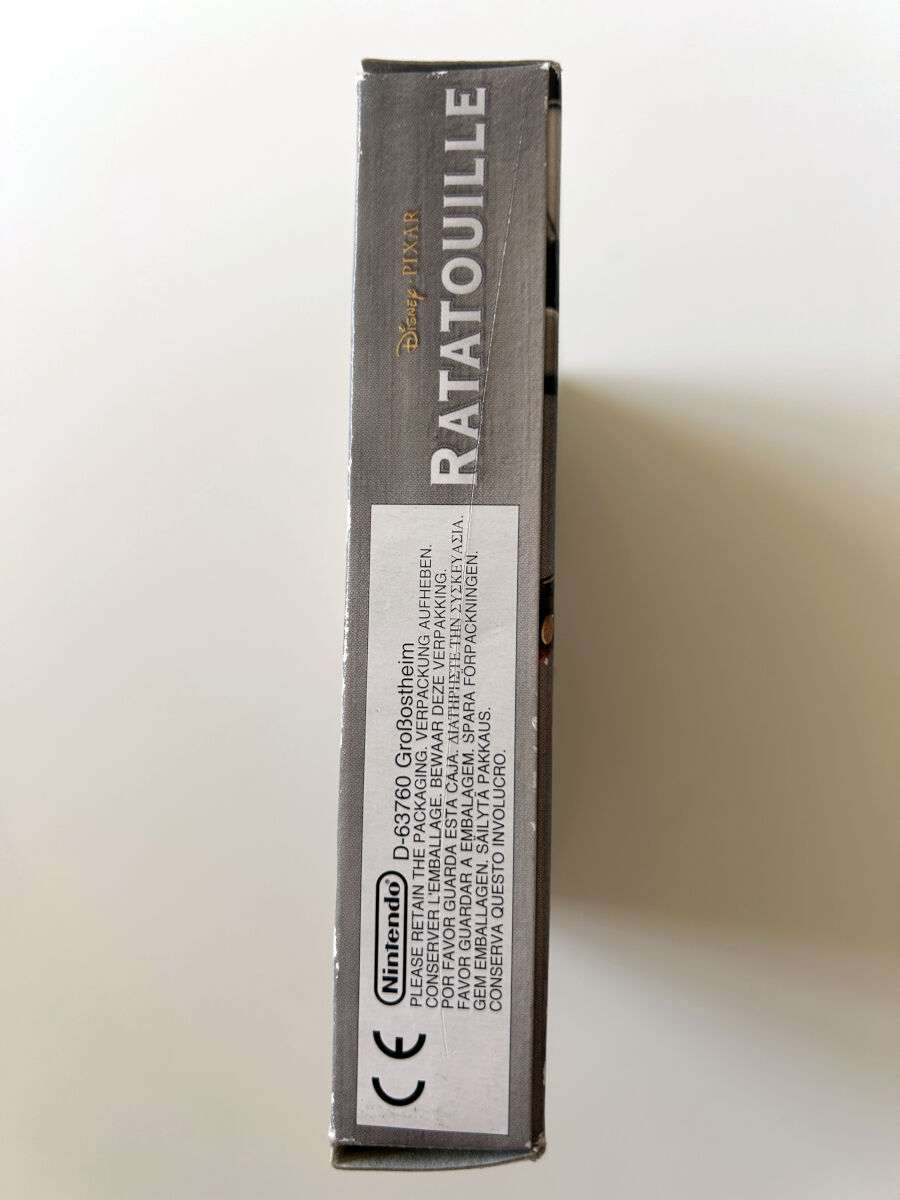 Disney · PIXAR
RATATOUILLE
CE
Nintendo® D-63760 Großostheim
PLEASE RETAIN THE PACKAGING. VERPACKUNG AUFHEBEN.
CONSERVER L'EMBALLAGE. BEWAAR DEZE VERPAKKING.
POR FAVOR GUARDA ESTA CAJA. ΔΙΑΤΗΡΗΣΤΕ ΤΗΝ ΣΥΣΚΕΥΑΣΙΑ.
FAVOR GUARDAR A EMBALAGEM. SPARA FÖRPACKNINGEN.
GEM EMBALLAGEN. SÄILYTÄ PAKKAUS.
CONSERVA QUESTO INVOLUCRO.